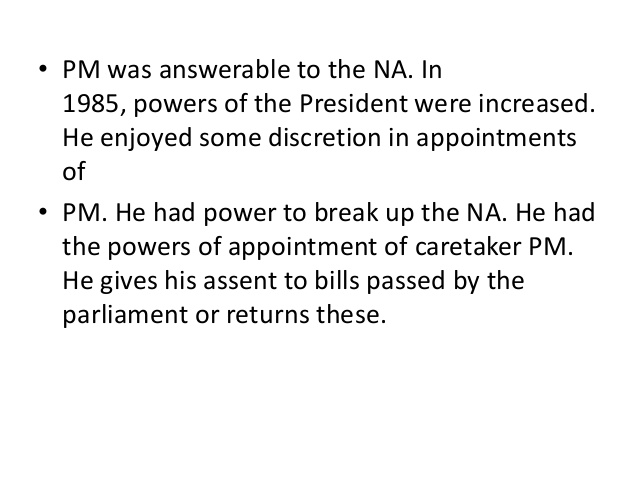 • PM was answerable to the NA. In
1985, powers of the President were increased.
He enjoyed some discretion in appointments
of
• PM. He had power to break up the NA. He had
the powers of appointment of caretaker PM.
He gives his assent to bills passed by the
parliament or returns these.